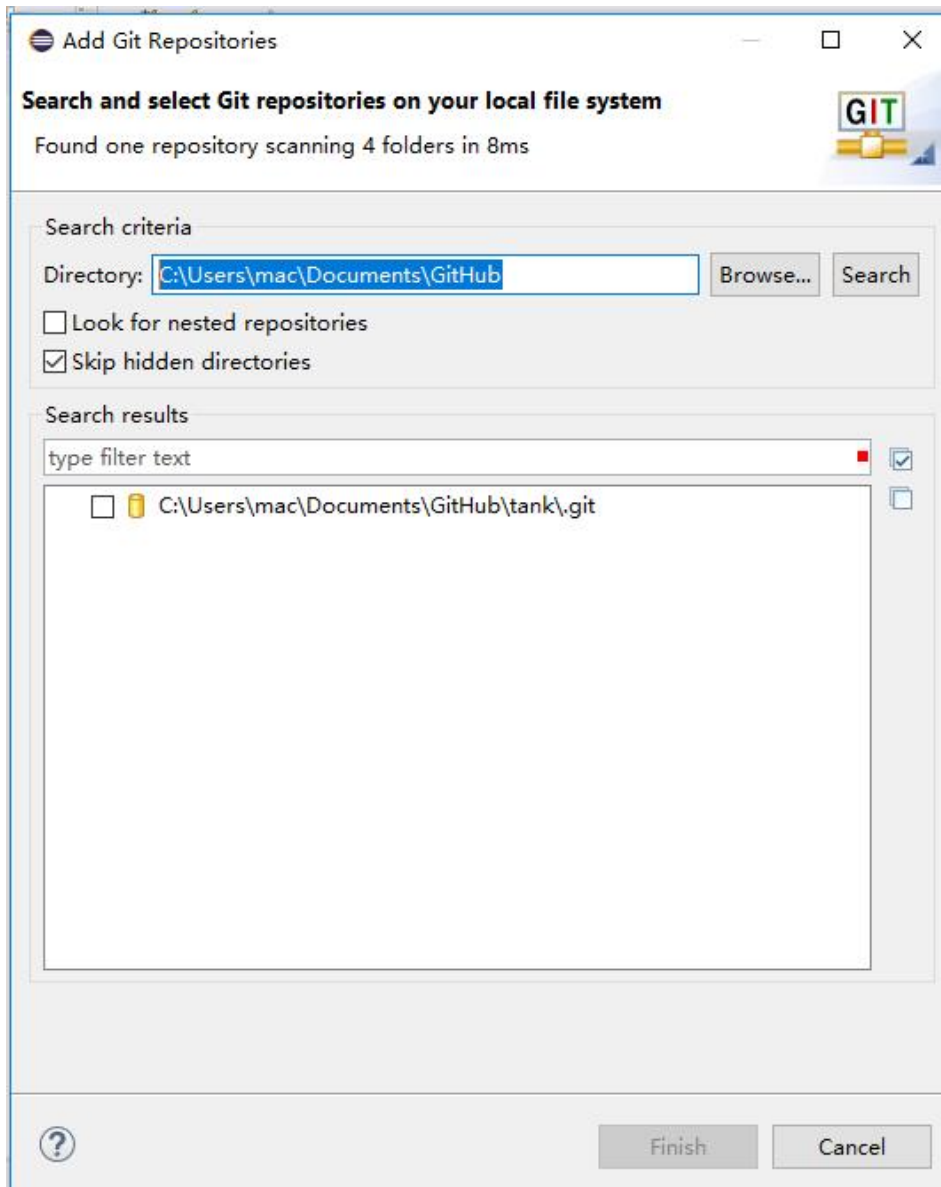 Add Git Repositories
Search and select Git repositories on your local file system
Found one repository scanning 4 folders in 8ms
GIT
Search criteria
Directory: C:\Users\mac\Documents\GitHub Browse... Search
Look for nested repositories
Skip hidden directories
Search results
type filter text
C:\Users\mac\Documents\GitHub\tank\.git
? Finish Cancel